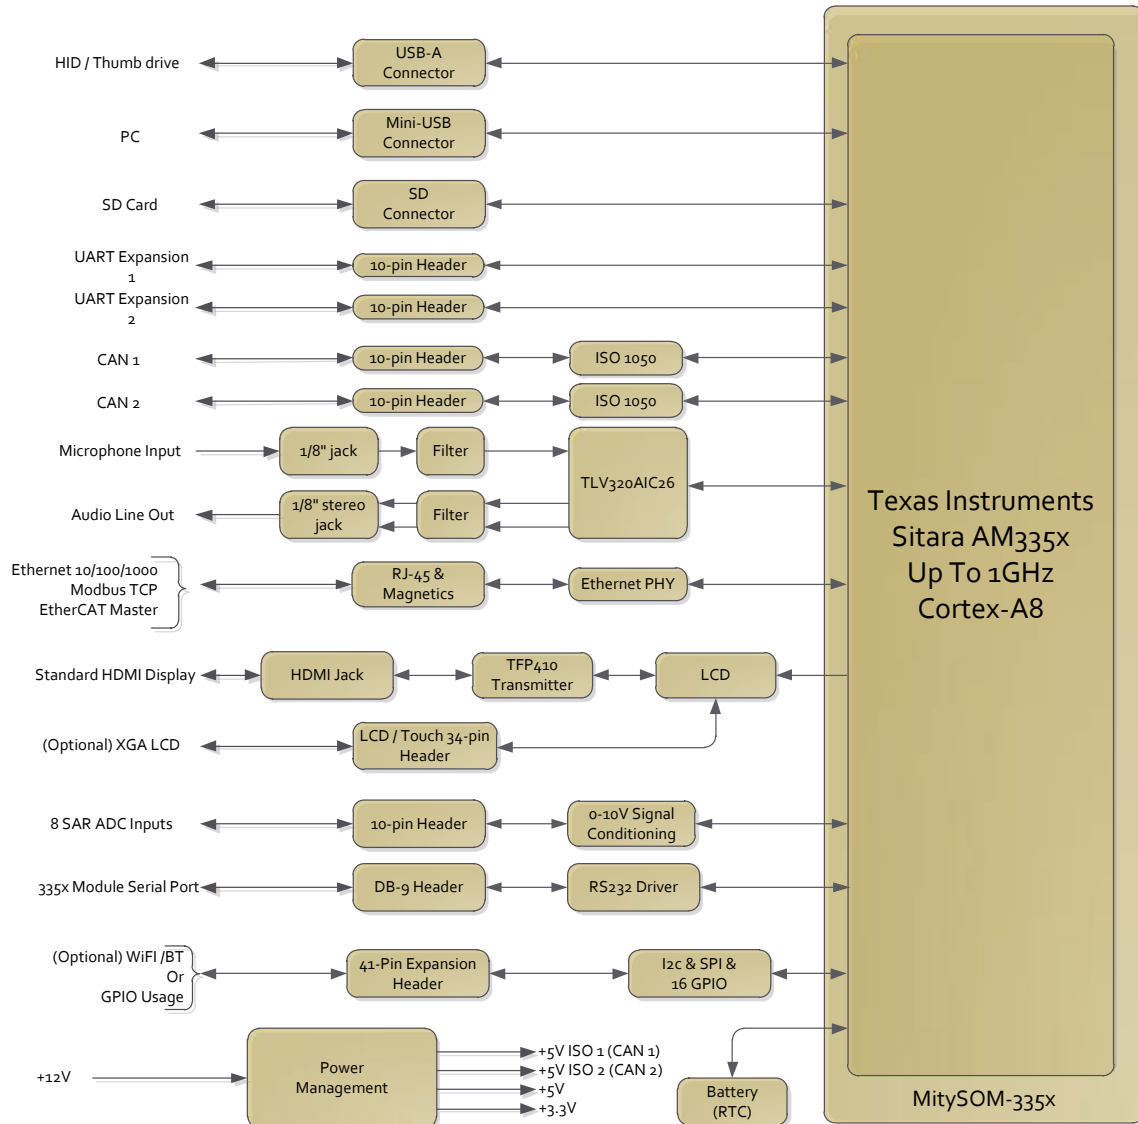 HID / Thumb drive
USB-A
Connector
PC
Mini-USB
Connector
SD Card
SD
Connector
UART Expansion
1
10-pin Header
UART Expansion
2
10-pin Header
CAN 1
10-pin Header
ISO 1050
CAN 2
10-pin Header
ISO 1050
Microphone Input
1/8" jack
Filter
TLV320AIC26
Audio Line Out
1/8" stereo
jack
Filter
Ethernet 10/100/1000
Modbus TCP
EtherCAT Master
RJ-45 &
Magnetics
Ethernet PHY
Standard HDMI Display
HDMI Jack
TFP410
Transmitter
LCD
(Optional) XGA LCD
LCD / Touch 34-pin
Header
8 SAR ADC Inputs
10-pin Header
0-10V Signal
Conditioning
335x Module Serial Port
DB-9 Header
RS232 Driver
(Optional) WiFI /BT
Or
GPIO Usage
41-Pin Expansion
Header
I2c & SPI &
16 GPIO
+12V
Power
Management
+5V ISO 1 (CAN 1)
+5V ISO 2 (CAN 2)
+5V
+3.3V
Battery
(RTC)
Texas Instruments
Sitara AM335x
Up To 1GHz
Cortex-A8
MitySOM-335x